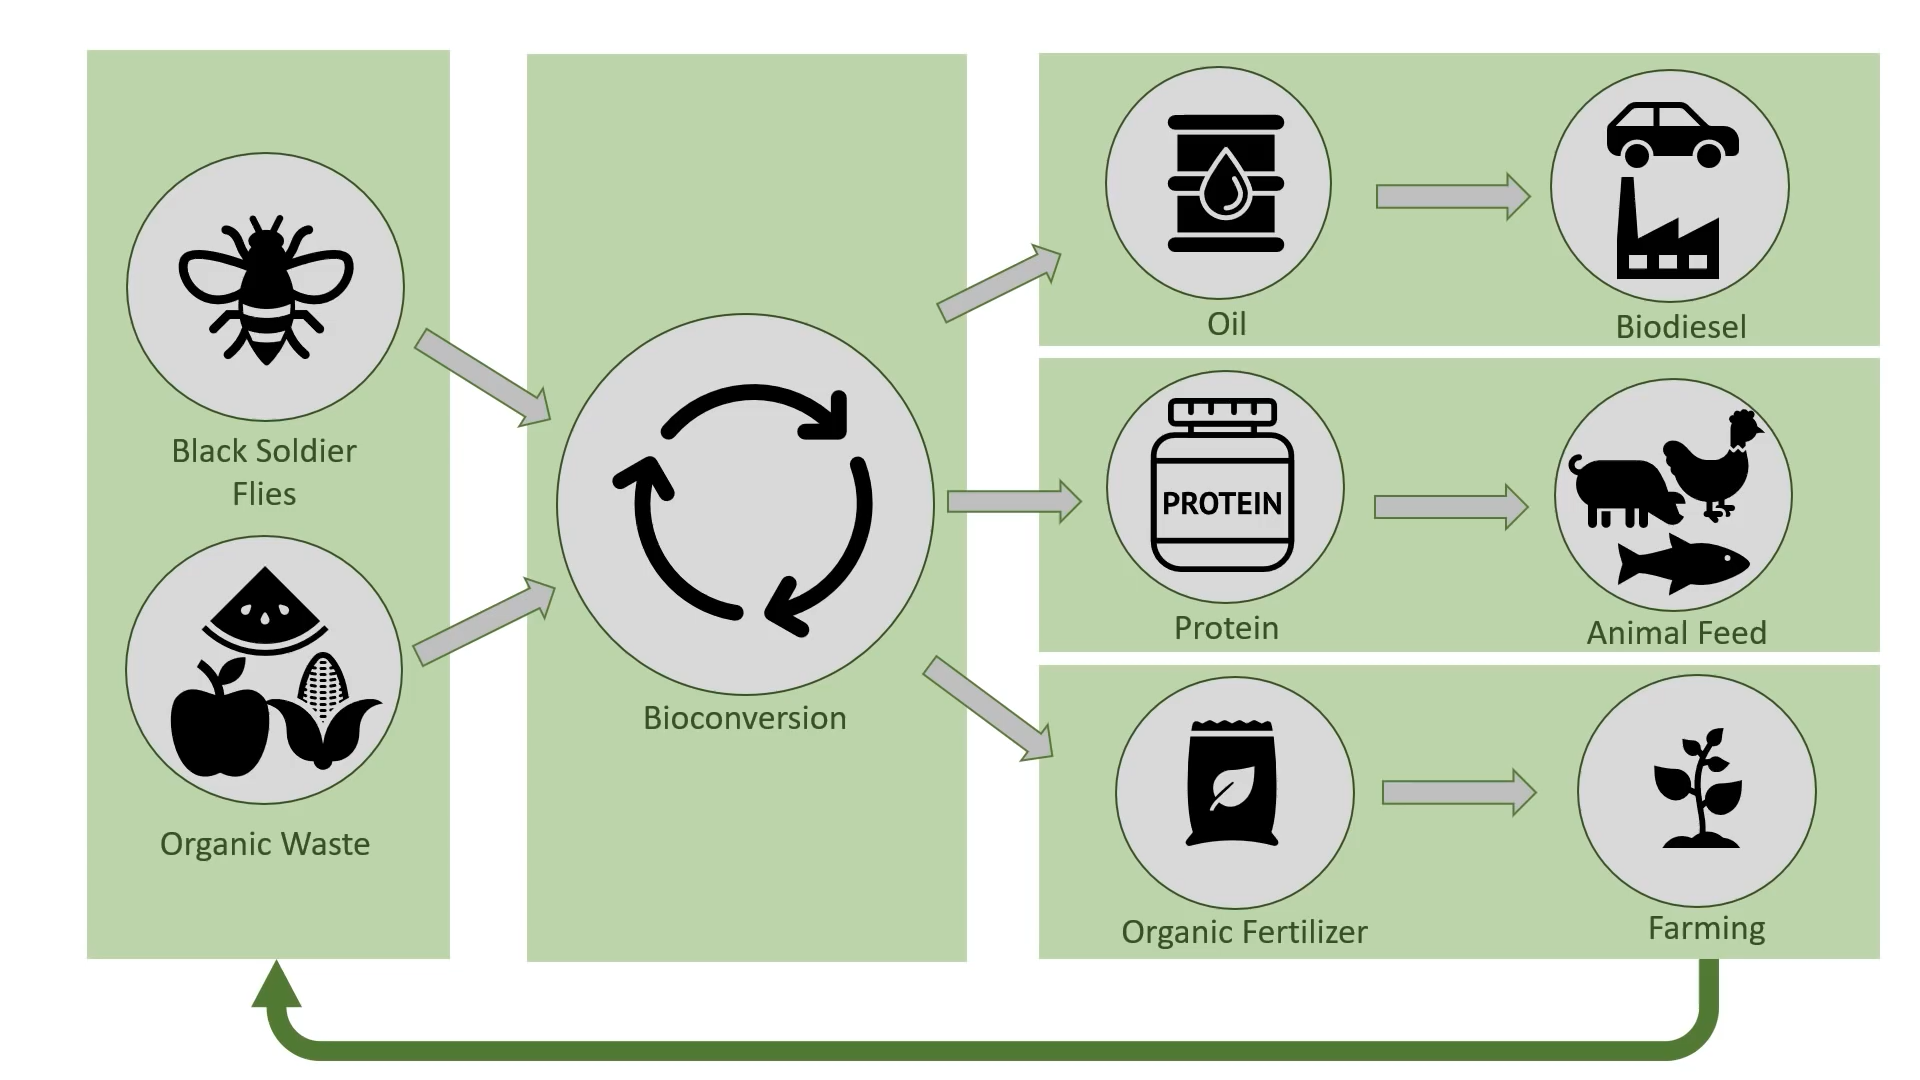 Black Soldier
Flies
Organic Waste
Bioconversion
Oil
Biodiesel
PROTEIN
Protein
Animal Feed
Organic Fertilizer
Farming